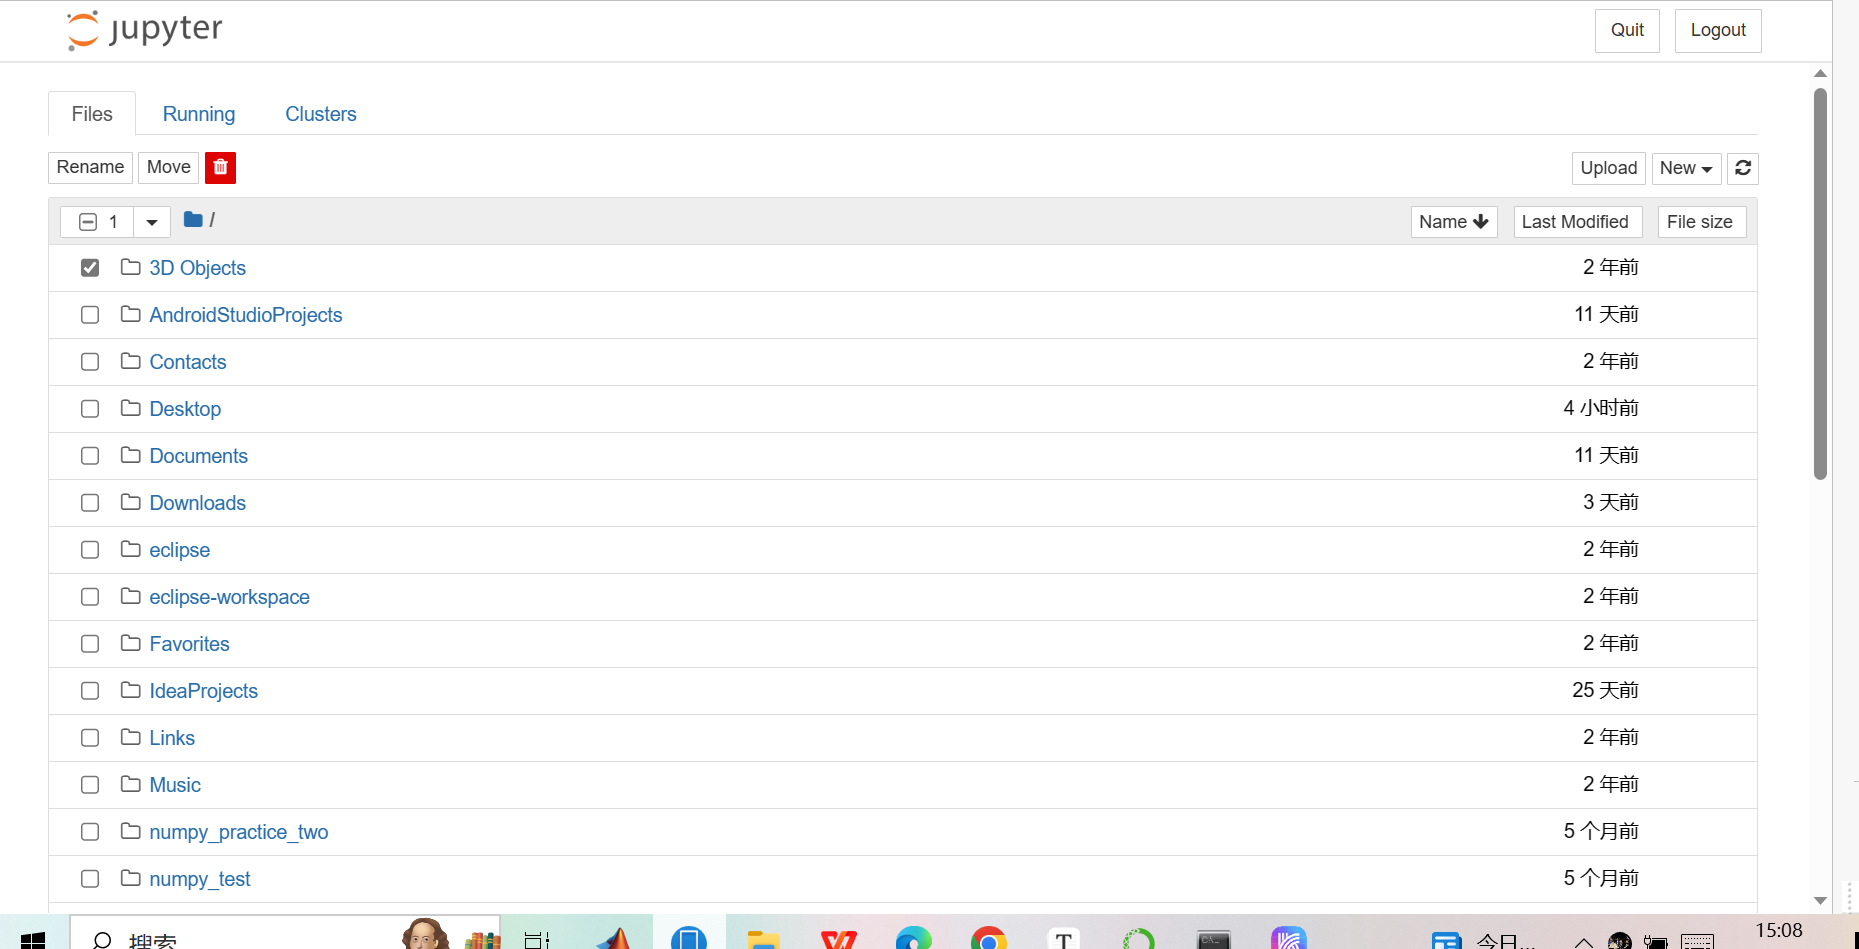 jupyter
Quit Logout
Files Running Clusters
Rename Move Upload New
1 / Name Last Modified File size
3D Objects 2 年前
AndroidStudioProjects 11 天前
Contacts 2 年前
Desktop 4 小时前
Documents 11 天前
Downloads 3 天前
eclipse 2 年前
eclipse-workspace 2 年前
Favorites 2 年前
IdeaProjects 25 天前
Links 2 年前
Music 2 年前
numpy_practice_two 5 个月前
numpy_test 5 个月前
搜索 T 今日... 15:08